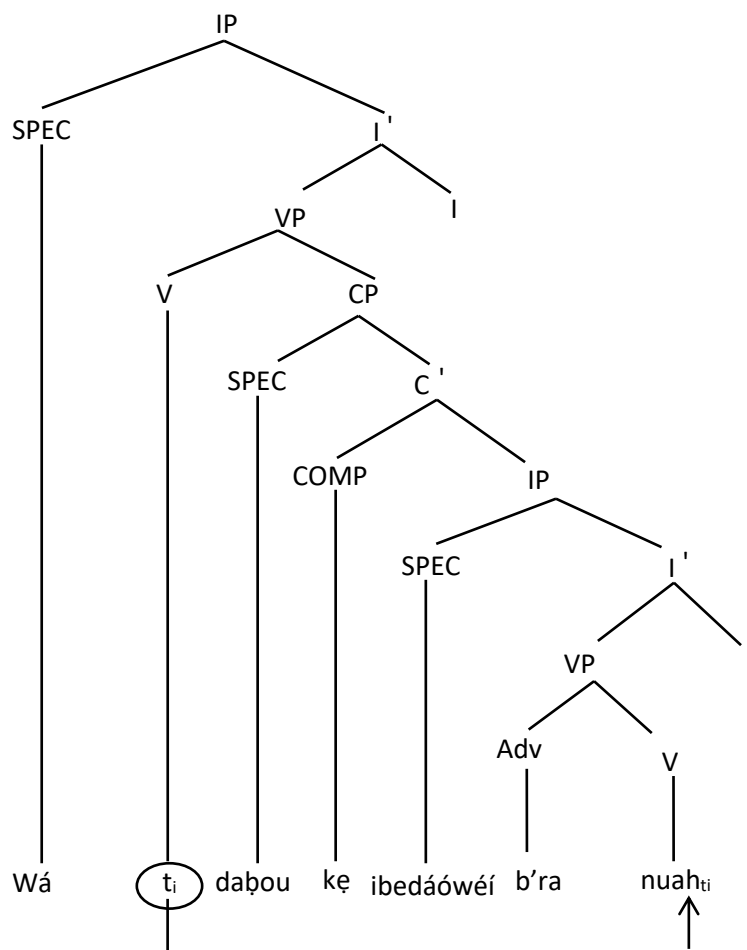 IP
SPEC I '
VP I
V CP
SPEC C '
COMP IP
SPEC I '
VP
Adv V
Wá tᵢ daḅou kẹ ibedáówéí b’ra nuahₜᵢ